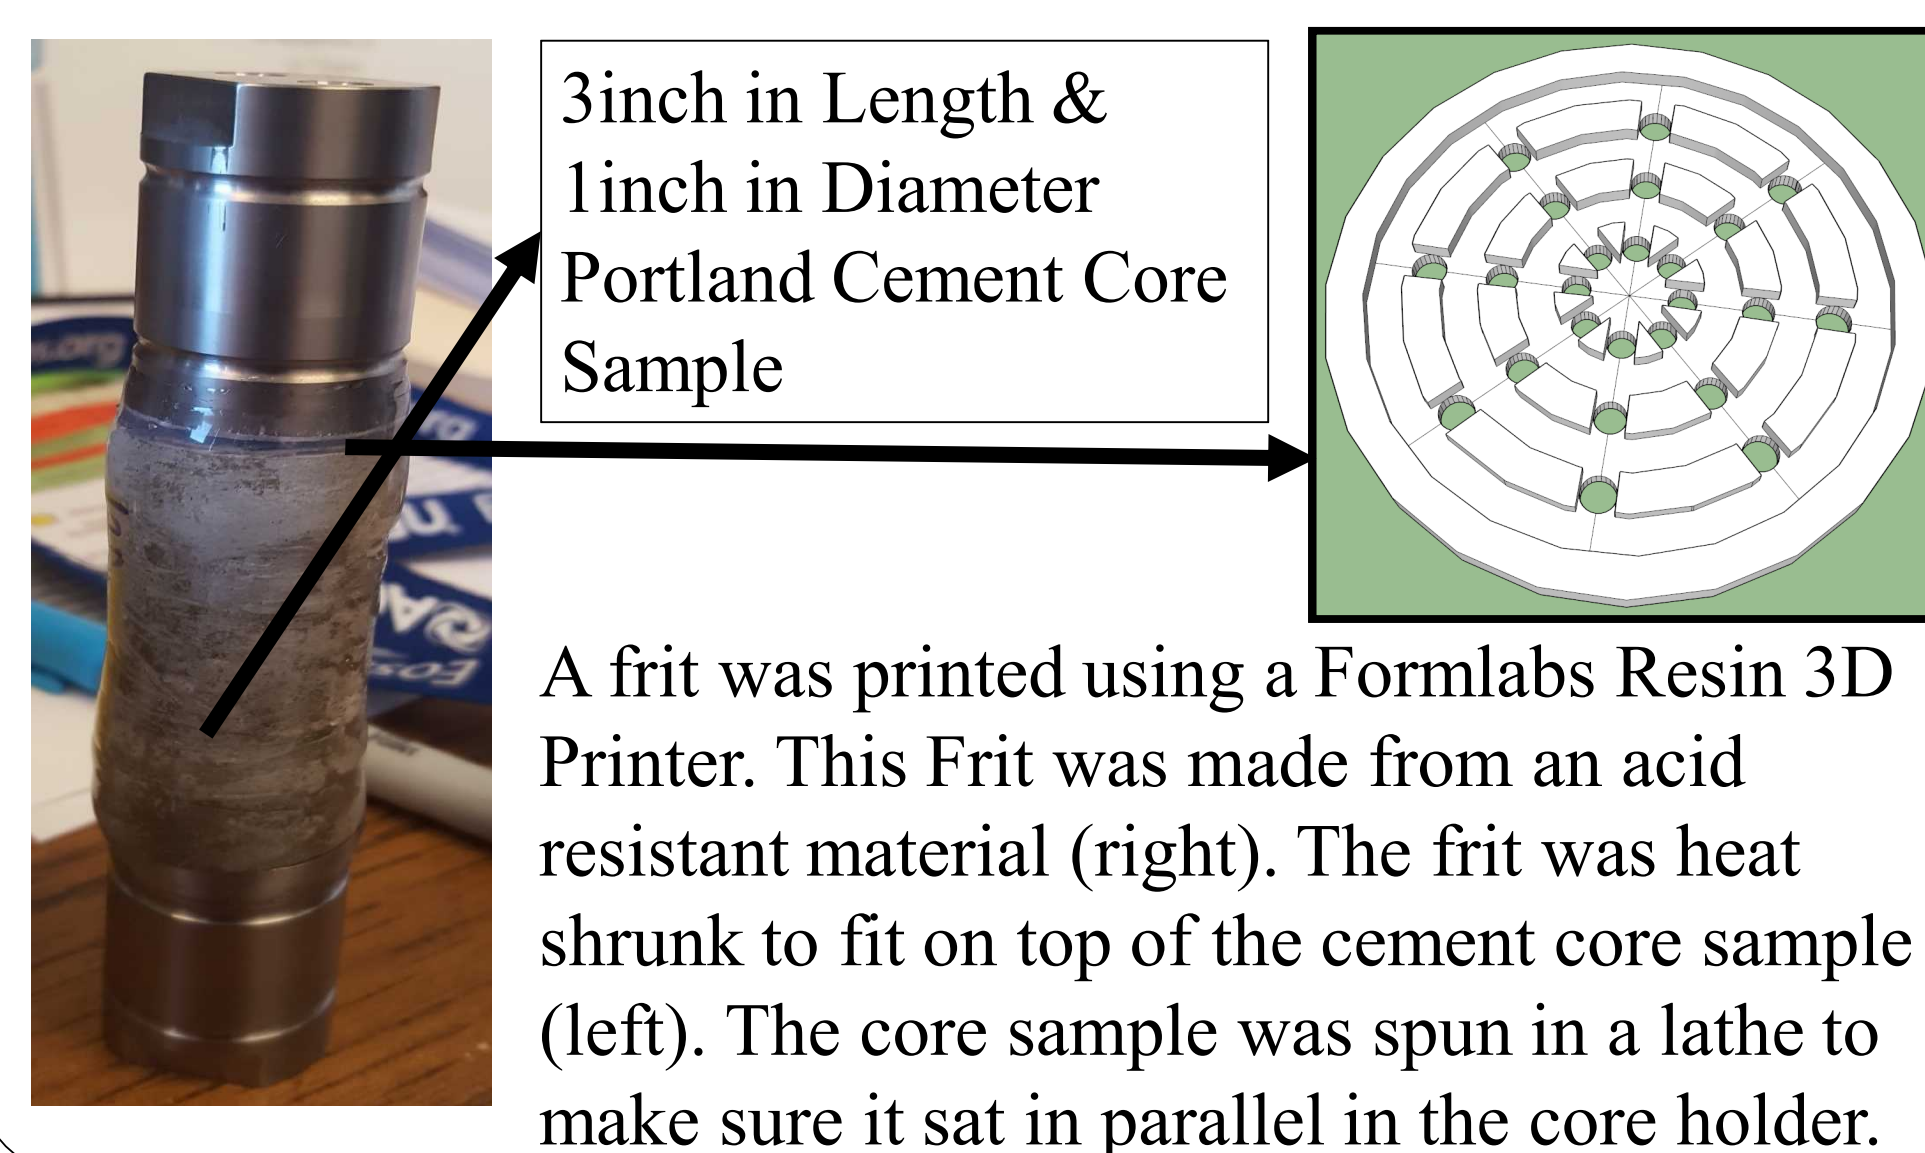 3inch in Length &
1inch in Diameter
Portland Cement Core
Sample
A frit was printed using a Formlabs Resin 3D
Printer. This Frit was made from an acid
resistant material (right). The frit was heat
shrunk to fit on top of the cement core sample
(left). The core sample was spun in a lathe to
make sure it sat in parallel in the core holder.